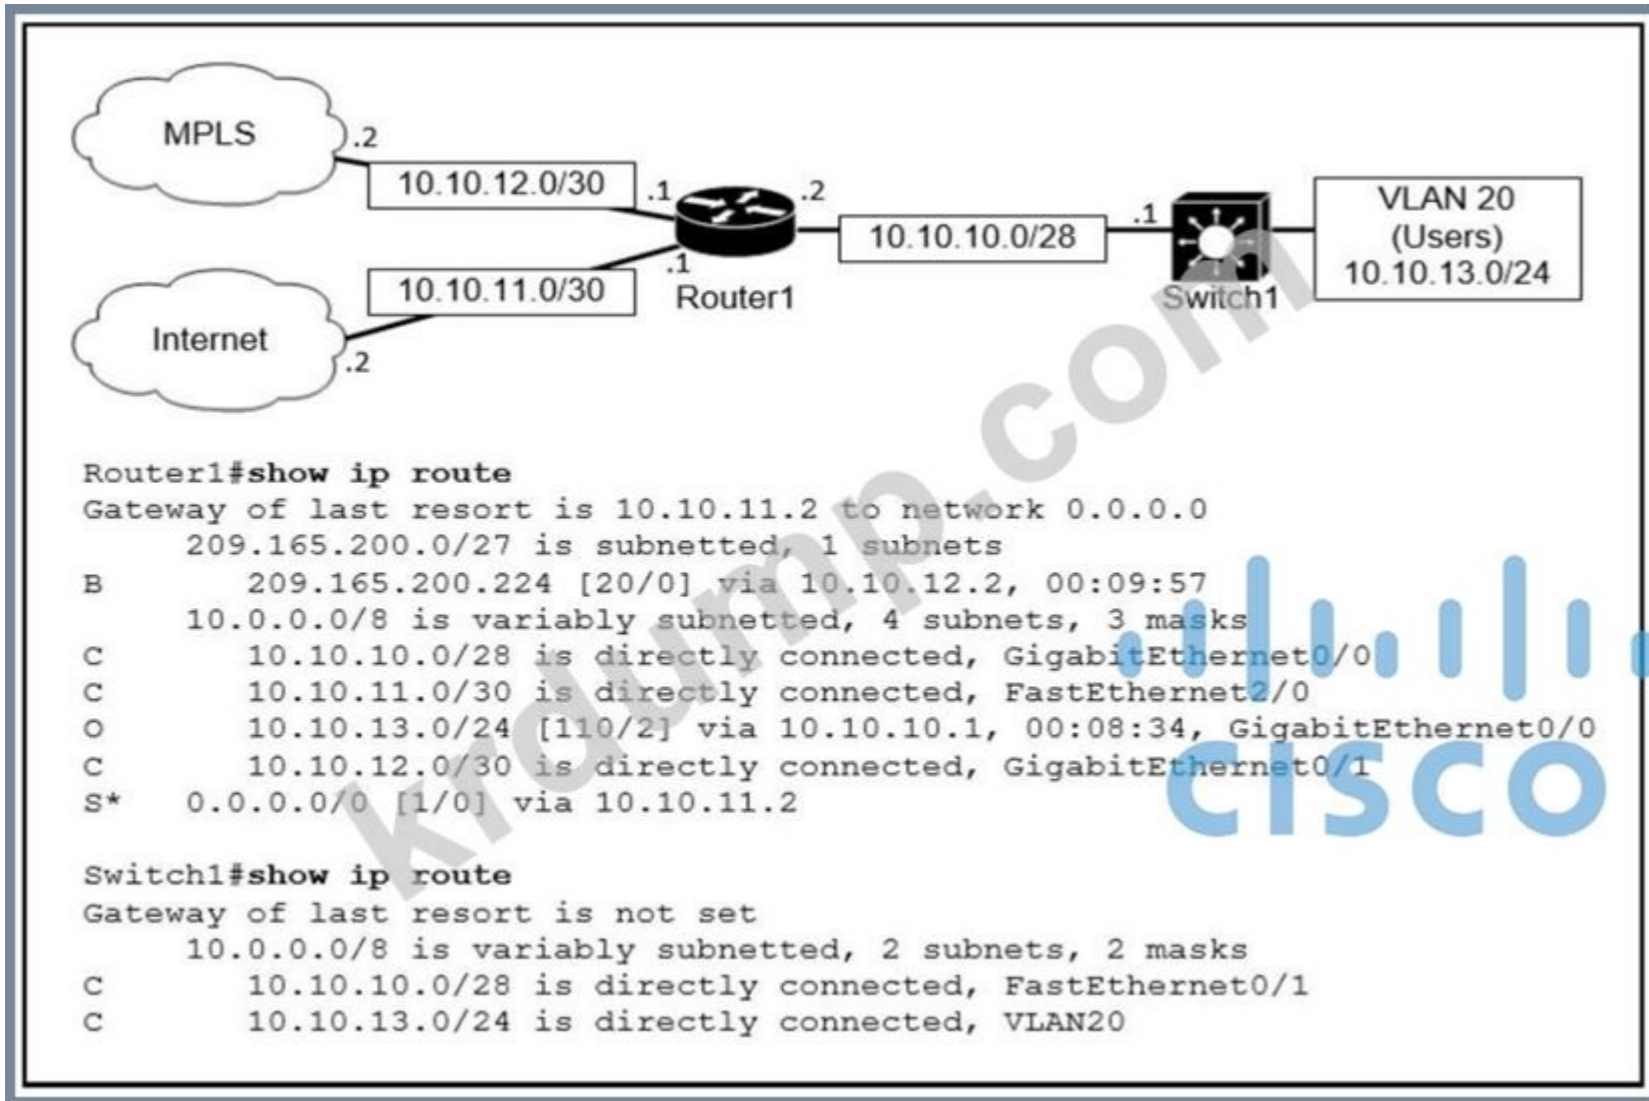 MPLS
.2
10.10.12.0/30
.1
.2
10.10.10.0/28
.1
VLAN 20
(Users)
10.10.13.0/24
Internet
.2
10.10.11.0/30
.1
Router1
Switch1
Router1#show ip route
Gateway of last resort is 10.10.11.2 to network 0.0.0.0
209.165.200.0/27 is subnetted, 1 subnets
B 209.165.200.224 [20/0] via 10.10.12.2, 00:09:57
10.0.0.0/8 is variably subnetted, 4 subnets, 3 masks
C 10.10.10.0/28 is directly connected, GigabitEthernet0/0
C 10.10.11.0/30 is directly connected, FastEthernet2/0
O 10.10.13.0/24 [110/2] via 10.10.10.1, 00:08:34, GigabitEthernet0/0
C 10.10.12.0/30 is directly connected, GigabitEthernet0/1
S* 0.0.0.0/0 [1/0] via 10.10.11.2
Switch1#show ip route
Gateway of last resort is not set
10.0.0.0/8 is variably subnetted, 2 subnets, 2 masks
C 10.10.10.0/28 is directly connected, FastEthernet0/1
C 10.10.13.0/24 is directly connected, VLAN20
krdump.com
CISCO